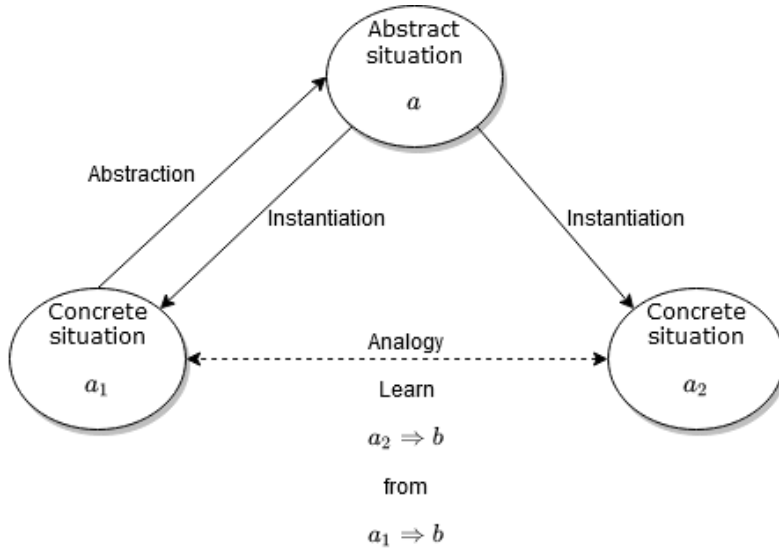 Abstract
situation
a
Abstraction
Instantiation
Instantiation
Concrete
situation
a₁
Analogy
Concrete
situation
a₂
Learn
a₂ ⇒ b
from
a₁ ⇒ b